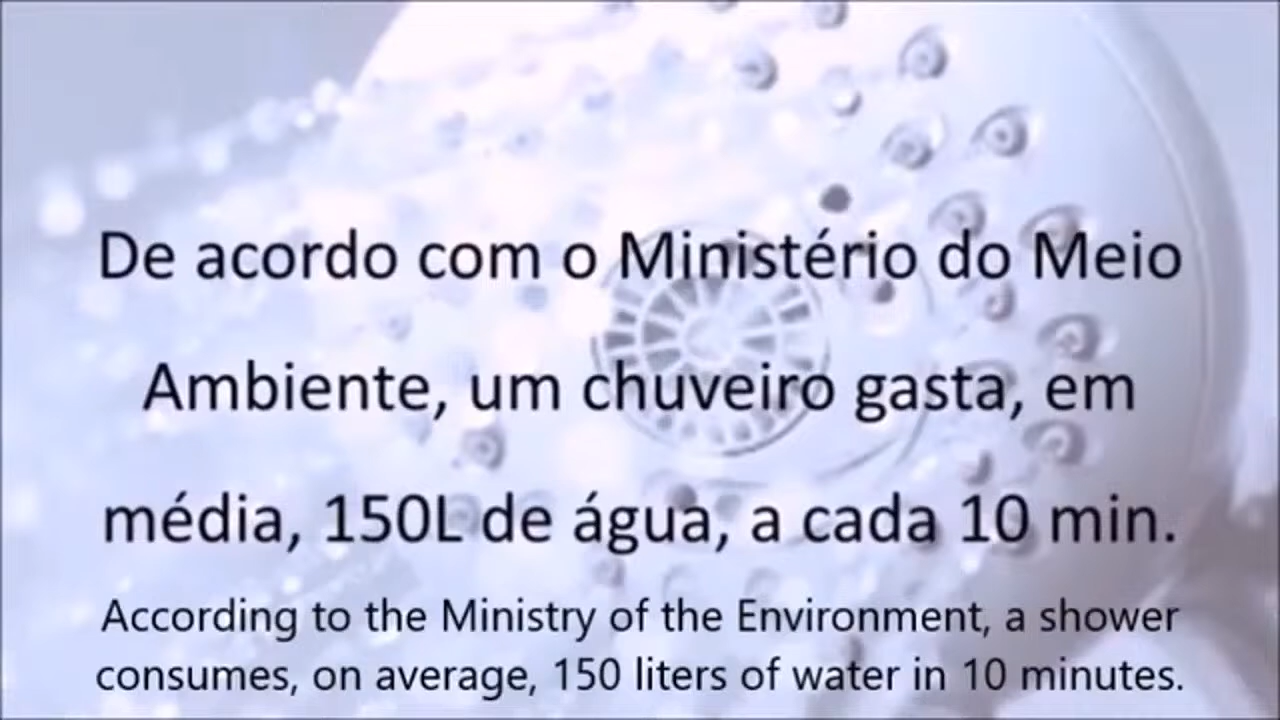 De acordo com o Ministério do Meio
Ambiente, um chuveiro gasta, em
média, 150L de água, a cada 10 min.
According to the Ministry of the Environment, a shower
consumes, on average, 150 liters of water in 10 minutes.